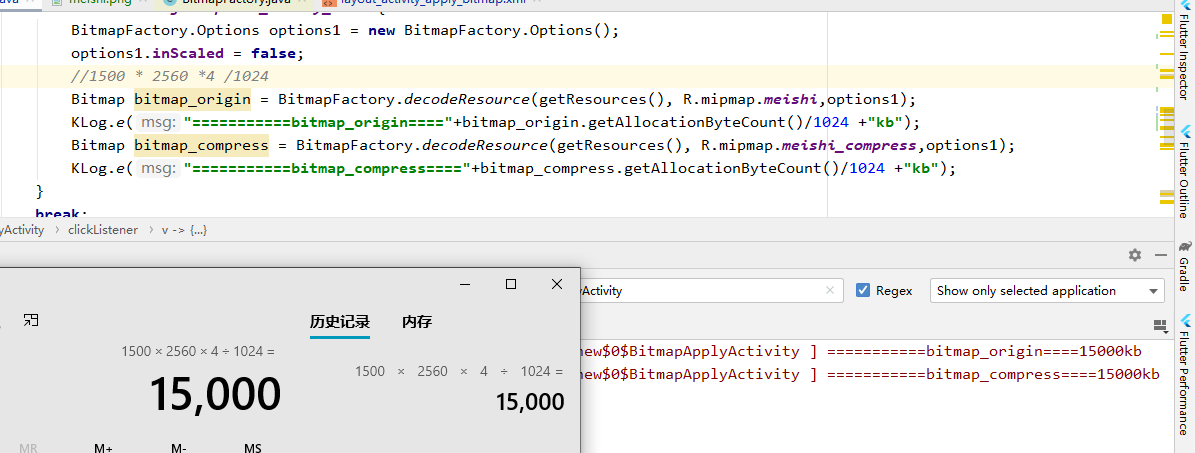 meishi.png
BitmapFactory.java
layout_activity_apply_bitmap.xml
BitmapFactory.Options options1 = new BitmapFactory.Options();
options1.inScaled = false;
//1500 * 2560 *4 /1024
Bitmap bitmap_origin = BitmapFactory.decodeResource(getResources(), R.mipmap.meishi,options1);
KLog.e( msg: "===========bitmap_origin===="+bitmap_origin.getAllocationByteCount()/1024 +"kb");
Bitmap bitmap_compress = BitmapFactory.decodeResource(getResources(), R.mipmap.meishi_compress,options1);
KLog.e( msg: "===========bitmap_compress===="+bitmap_compress.getAllocationByteCount()/1024 +"kb");
}
break;
yActivity > clickListener > v -> {...}
lyActivity
Regex
Show only selected application
历史记录 内存
1500 × 2560 × 4 ÷ 1024 =
15,000
1500 × 2560 × 4 ÷ 1024 =
15,000
MR M+ M- MS
new$0$BitmapApplyActivity ] ===========bitmap_origin====15000kb
new$0$BitmapApplyActivity ] ===========bitmap_compress====15000kb
Flutter Inspector
Flutter Outline
Gradle
Flutter Performance